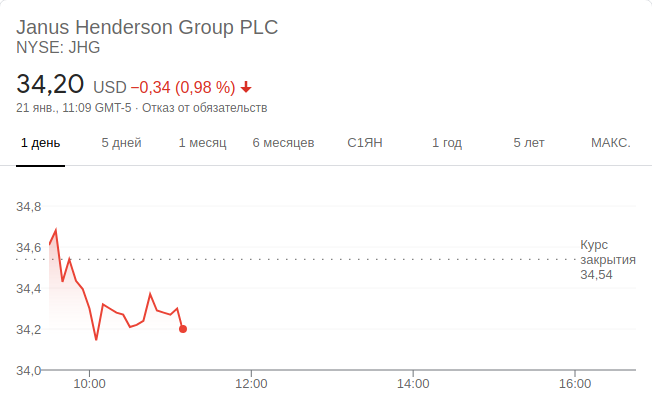 Janus Henderson Group PLC
NYSE: JHG
34,20 USD −0,34 (0,98 %)
21 янв., 11:09 GMT-5 · Отказ от обязательств
1 день 5 дней 1 месяц 6 месяцев С1ЯН 1 год 5 лет МАКС.
34,8
34,6
34,4
34,2
34,0
Курс
закрытия
34,54
10:00 12:00 14:00 16:00